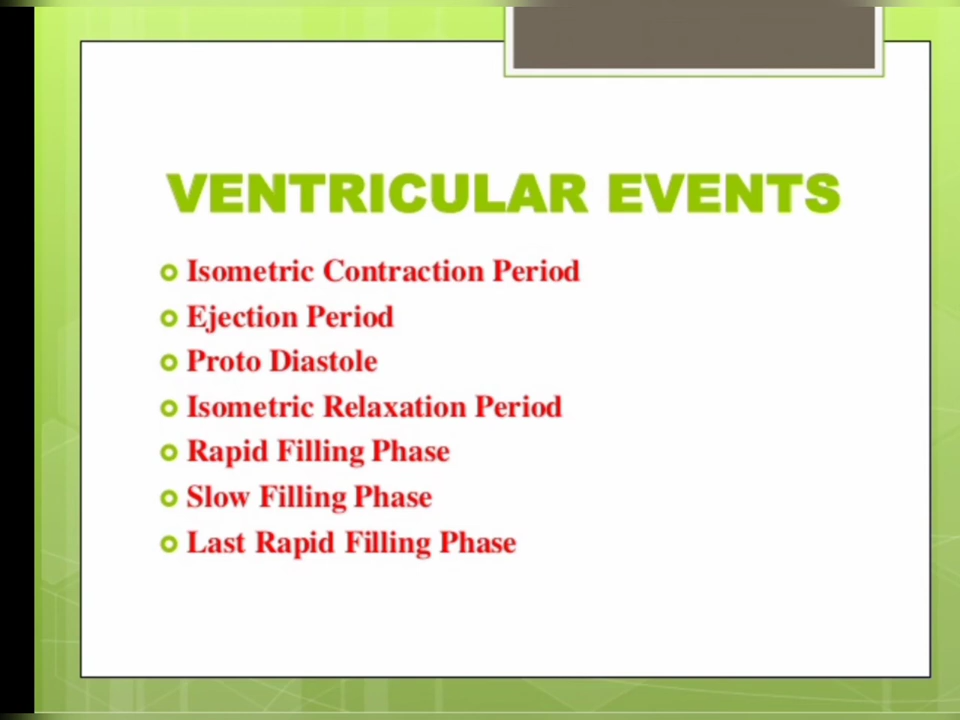 VENTRICULAR EVENTS
Isometric Contraction Period
Ejection Period
Proto Diastole
Isometric Relaxation Period
Rapid Filling Phase
Slow Filling Phase
Last Rapid Filling Phase